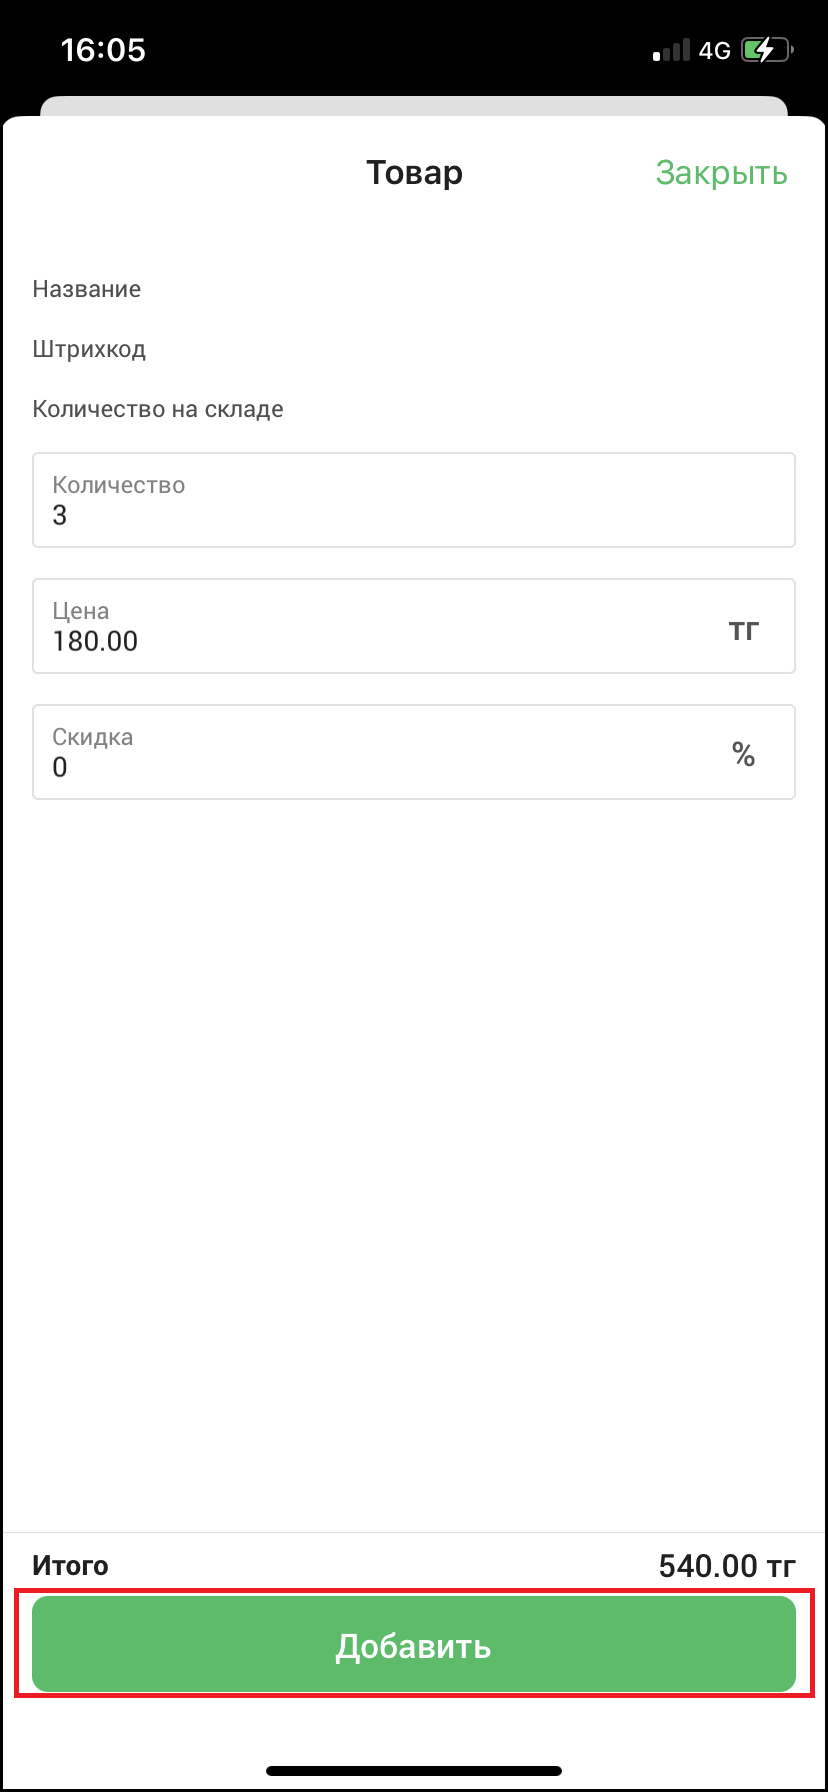 16:05
4G
Товар
Закрыть
Название
Штрихкод
Количество на складе
Количество
3
Цена
180.00
тг
Скидка
0
%
Итого
540.00 тг
Добавить